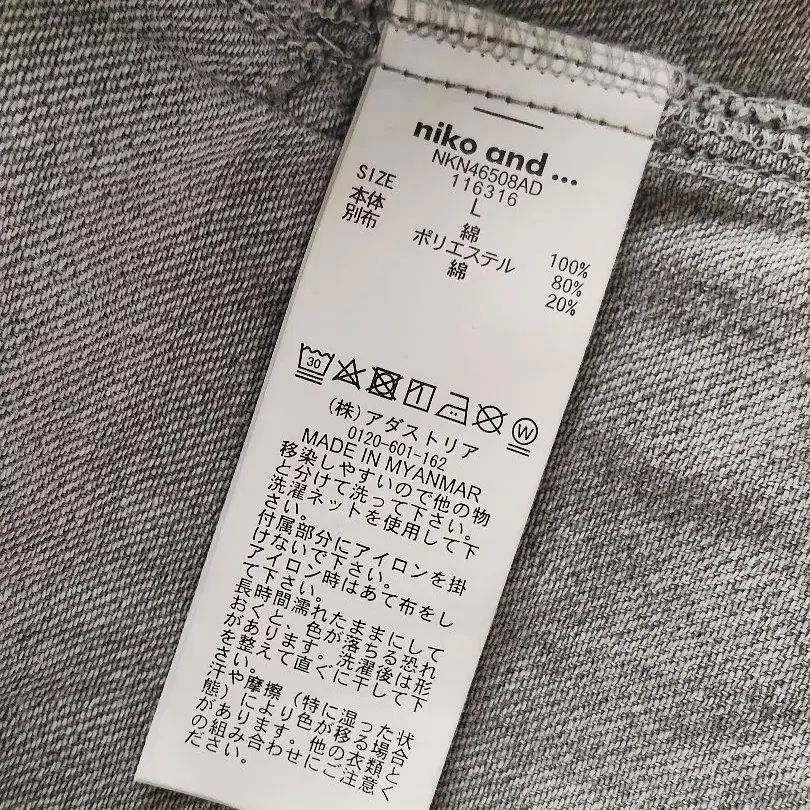 niko and ...
NKN46508AD
116316
SIZE L
本体 綿 100%
別布 ポリエステル 80%
綿 20%
30
W
(株)アダストリア
0120-601-162
MADE IN MYANMAR
移染しやすいので他の物
と分けて洗って下さい。
洗濯ネットを使用して下
さい。
付属部分にアイロンを掛
けないで下さい。
アイロン時はあて布をし
て下さい。
長時間濡れたままにして
おくと、色が落ちる恐れ
があります。洗濯後は形
を整えて直ぐに干して下
さい。
汗や摩擦(特に湿った状
態)により色が移る場合と
があります。他の衣類と
の組み合わせにご注意く
ださい。